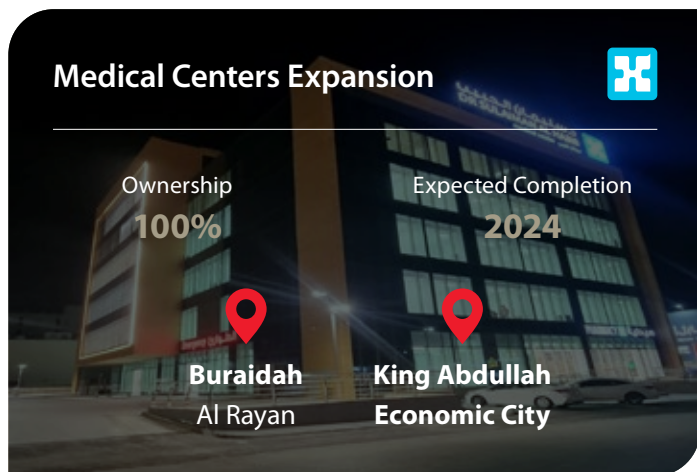 Medical Centers Expansion
Ownership
100%
Expected Completion
2024
Buraidah
Al Rayan
King Abdullah
Economic City